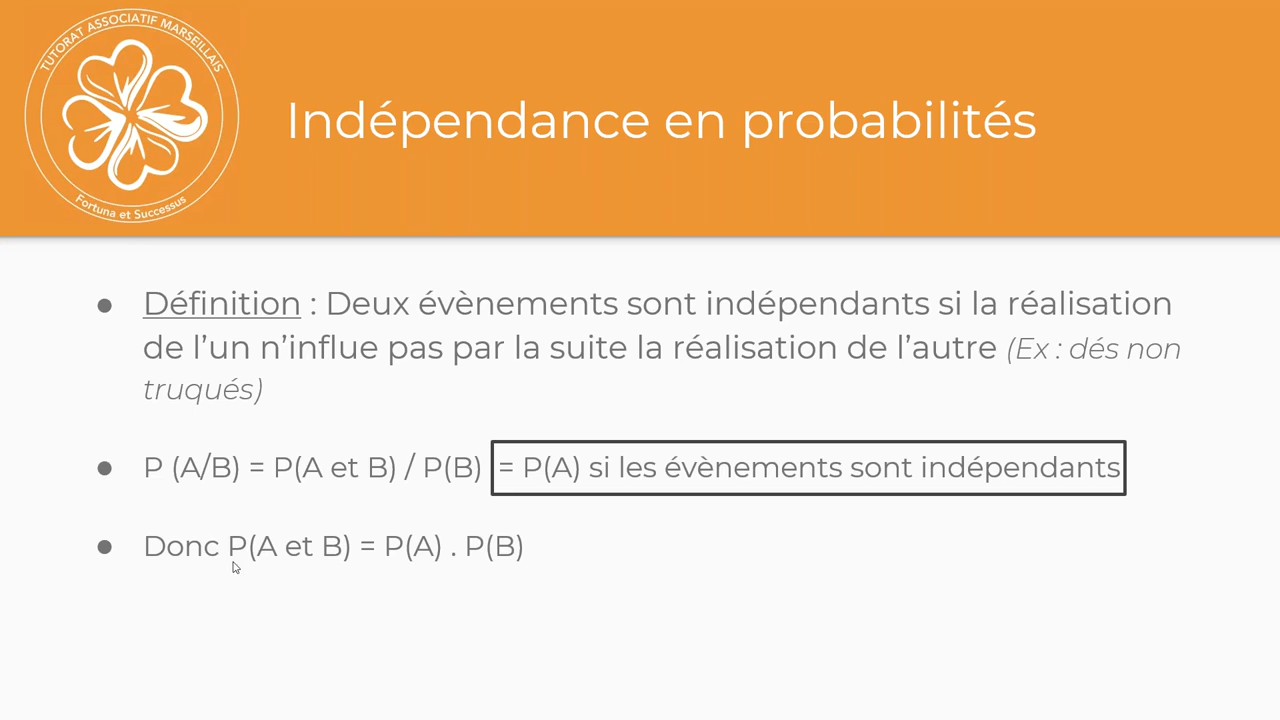 TUTORAT ASSOCIATIF MARSEILLAIS
Fortuna et Successus
Indépendance en probabilités
● Définition : Deux évènements sont indépendants si la réalisation
de l’un n’influe pas par la suite la réalisation de l’autre (Ex : dés non
truqués)
● P (A/B) = P(A et B) / P(B) = P(A) si les évènements sont indépendants
● Donc P(A et B) = P(A) . P(B)